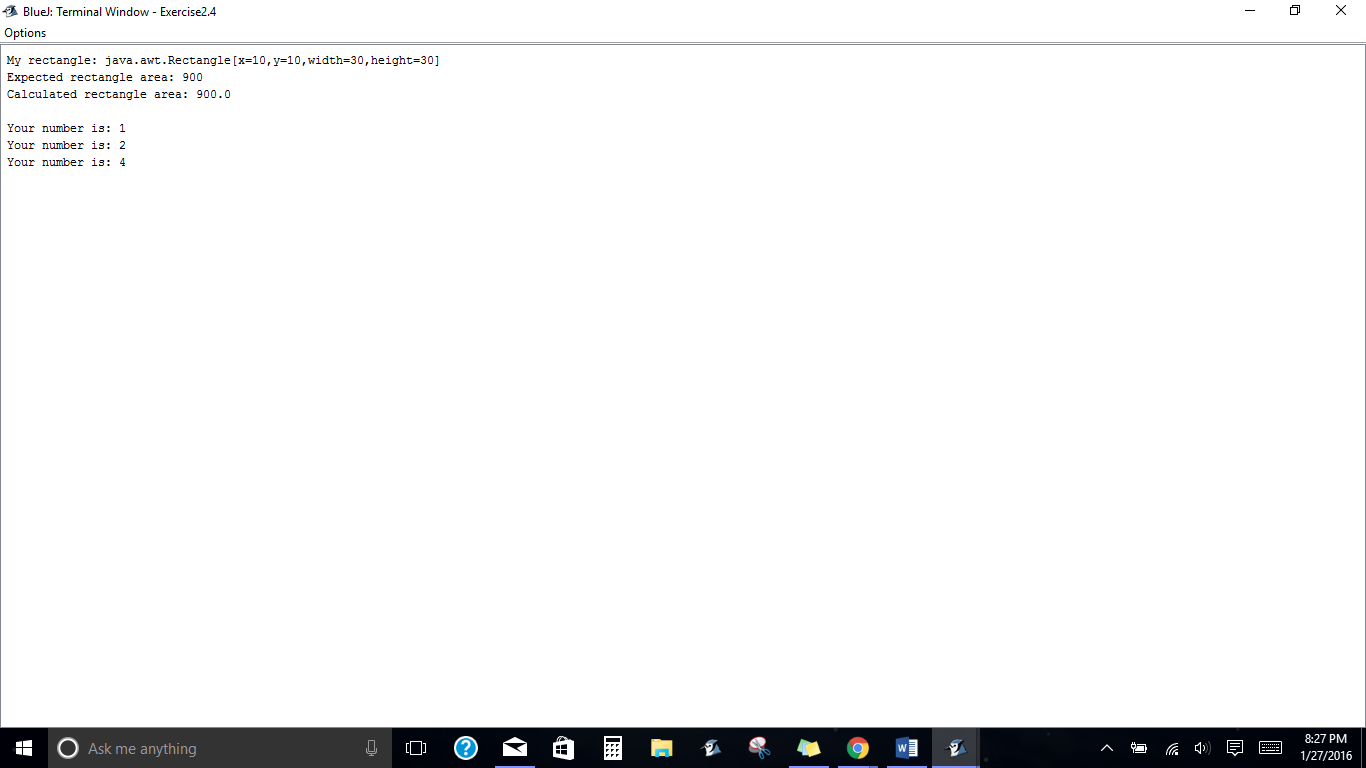 BlueJ: Terminal Window - Exercise2.4
Options
My rectangle: java.awt.Rectangle[x=10,y=10,width=30,height=30]
Expected rectangle area: 900
Calculated rectangle area: 900.0
Your number is: 1
Your number is: 2
Your number is: 4
Ask me anything
8:27 PM
1/27/2016